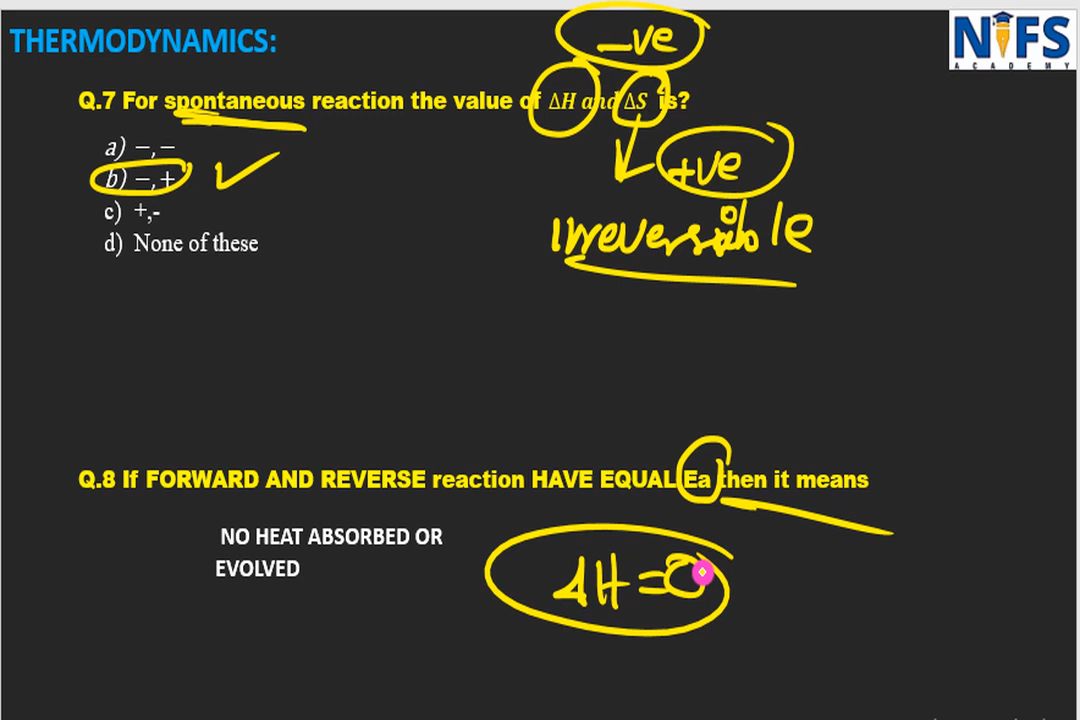 THERMODYNAMICS:
NiFS
ACADEMY
–ve
Q.7 For spontaneous reaction the value of ΔH and ΔS is?
a) −,−
+ve
b) −,+
c) +,-
Irreversible
d) None of these
Q.8 If FORWARD AND REVERSE reaction HAVE EQUAL Ea then it means
NO HEAT ABSORBED OR
EVOLVED
ΔH=0